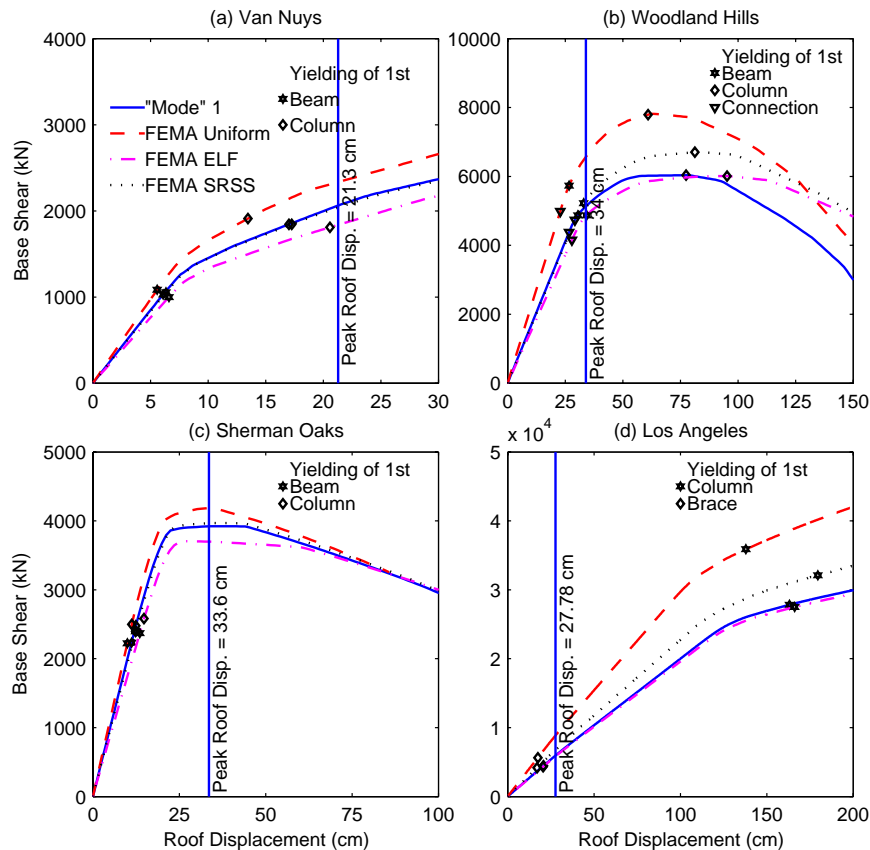 (a) Van Nuys
4000
3000
2000
1000
0
0
5
10
15
20
25
30
Base Shear (kN)
"Mode" 1
FEMA Uniform
FEMA ELF
FEMA SRSS
Yielding of 1st
Beam
Column
Peak Roof Disp. = 21.3 cm
(b) Woodland Hills
10000
8000
6000
4000
2000
0
0
25
50
75
100
125
150
Yielding of 1st
Beam
Column
Connection
Peak Roof Disp. = 34 cm
(c) Sherman Oaks
5000
4000
3000
2000
1000
0
0
25
50
75
100
Base Shear (kN)
Roof Displacement (cm)
Yielding of 1st
Beam
Column
Peak Roof Disp. = 33.6 cm
(d) Los Angeles
x 10^4
5
4
3
2
1
0
0
50
100
150
200
Roof Displacement (cm)
Yielding of 1st
Column
Brace
Peak Roof Disp. = 27.78 cm